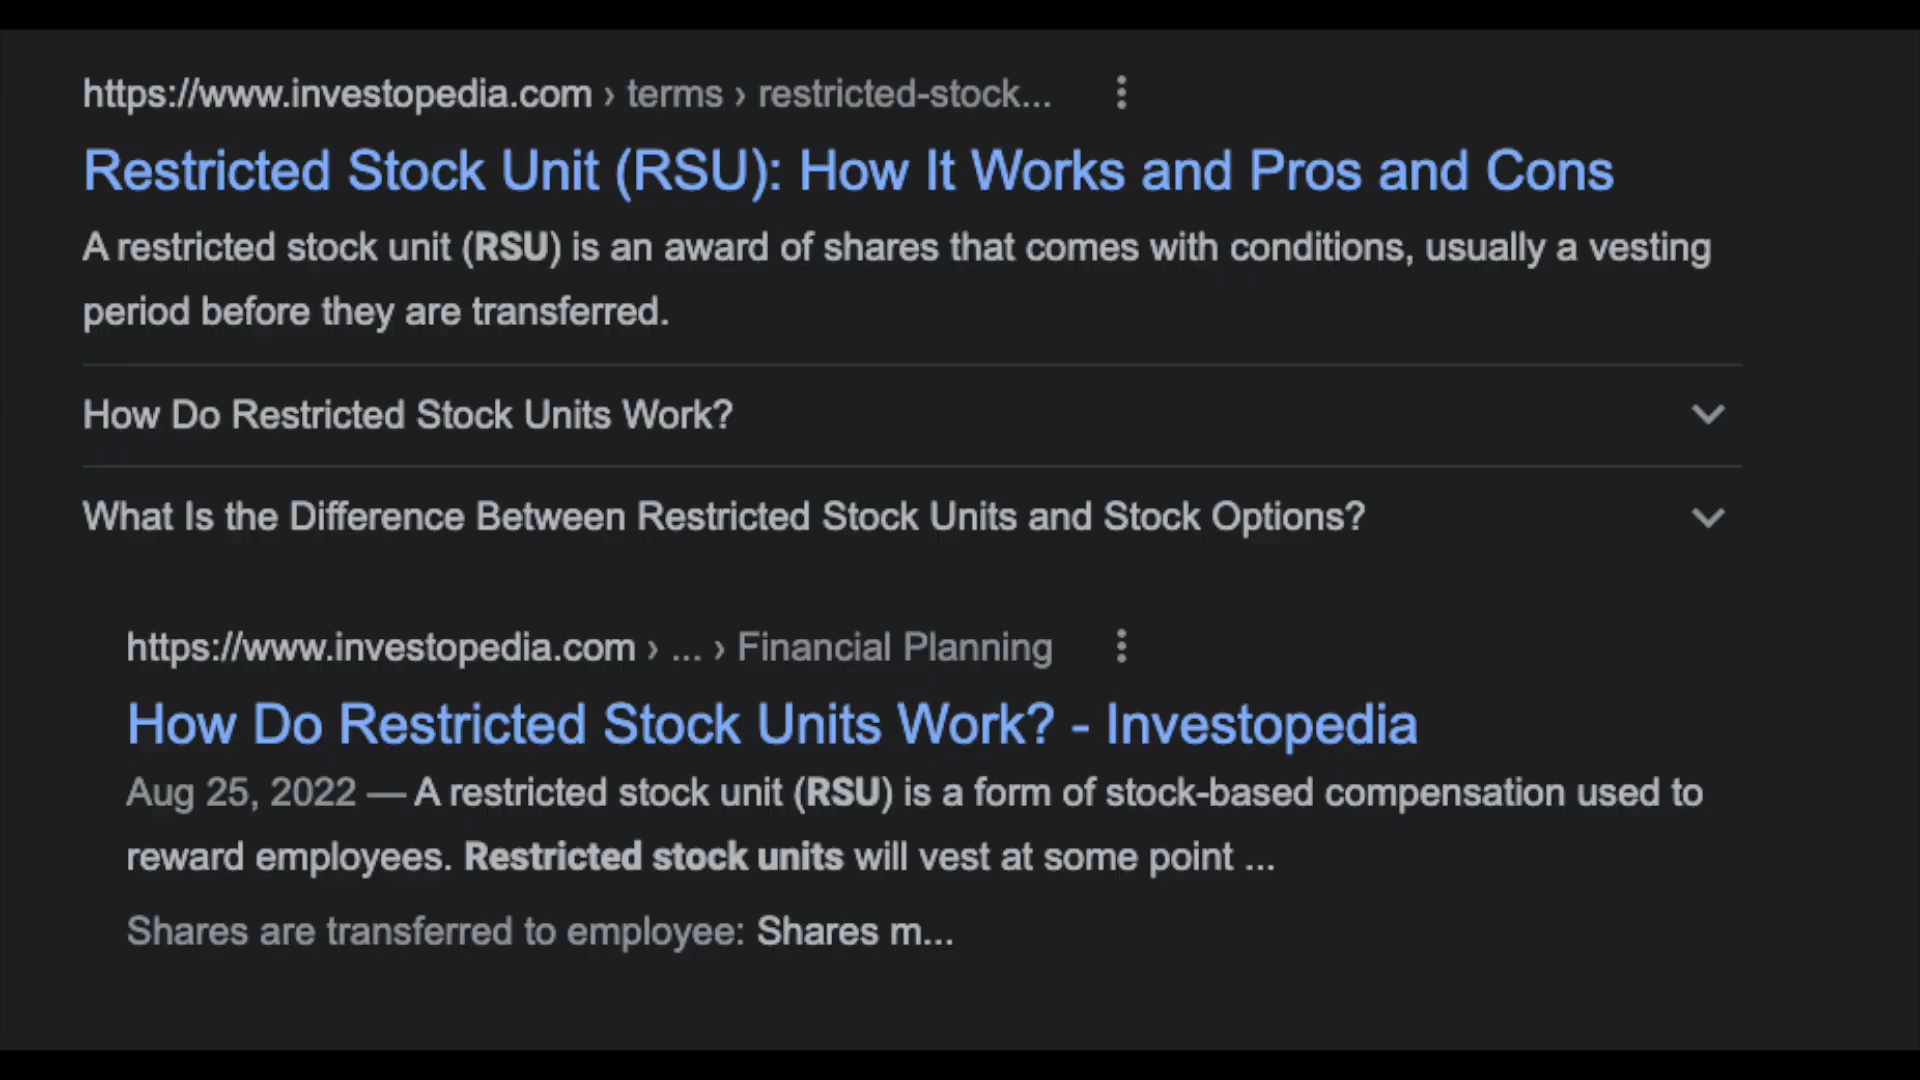 https://www.investopedia.com › terms › restricted-stock...
Restricted Stock Unit (RSU): How It Works and Pros and Cons
A restricted stock unit (RSU) is an award of shares that comes with conditions, usually a vesting
period before they are transferred.
How Do Restricted Stock Units Work?
What Is the Difference Between Restricted Stock Units and Stock Options?
https://www.investopedia.com › ... › Financial Planning
How Do Restricted Stock Units Work? - Investopedia
Aug 25, 2022 — A restricted stock unit (RSU) is a form of stock-based compensation used to
reward employees. Restricted stock units will vest at some point ...
Shares are transferred to employee: Shares m...